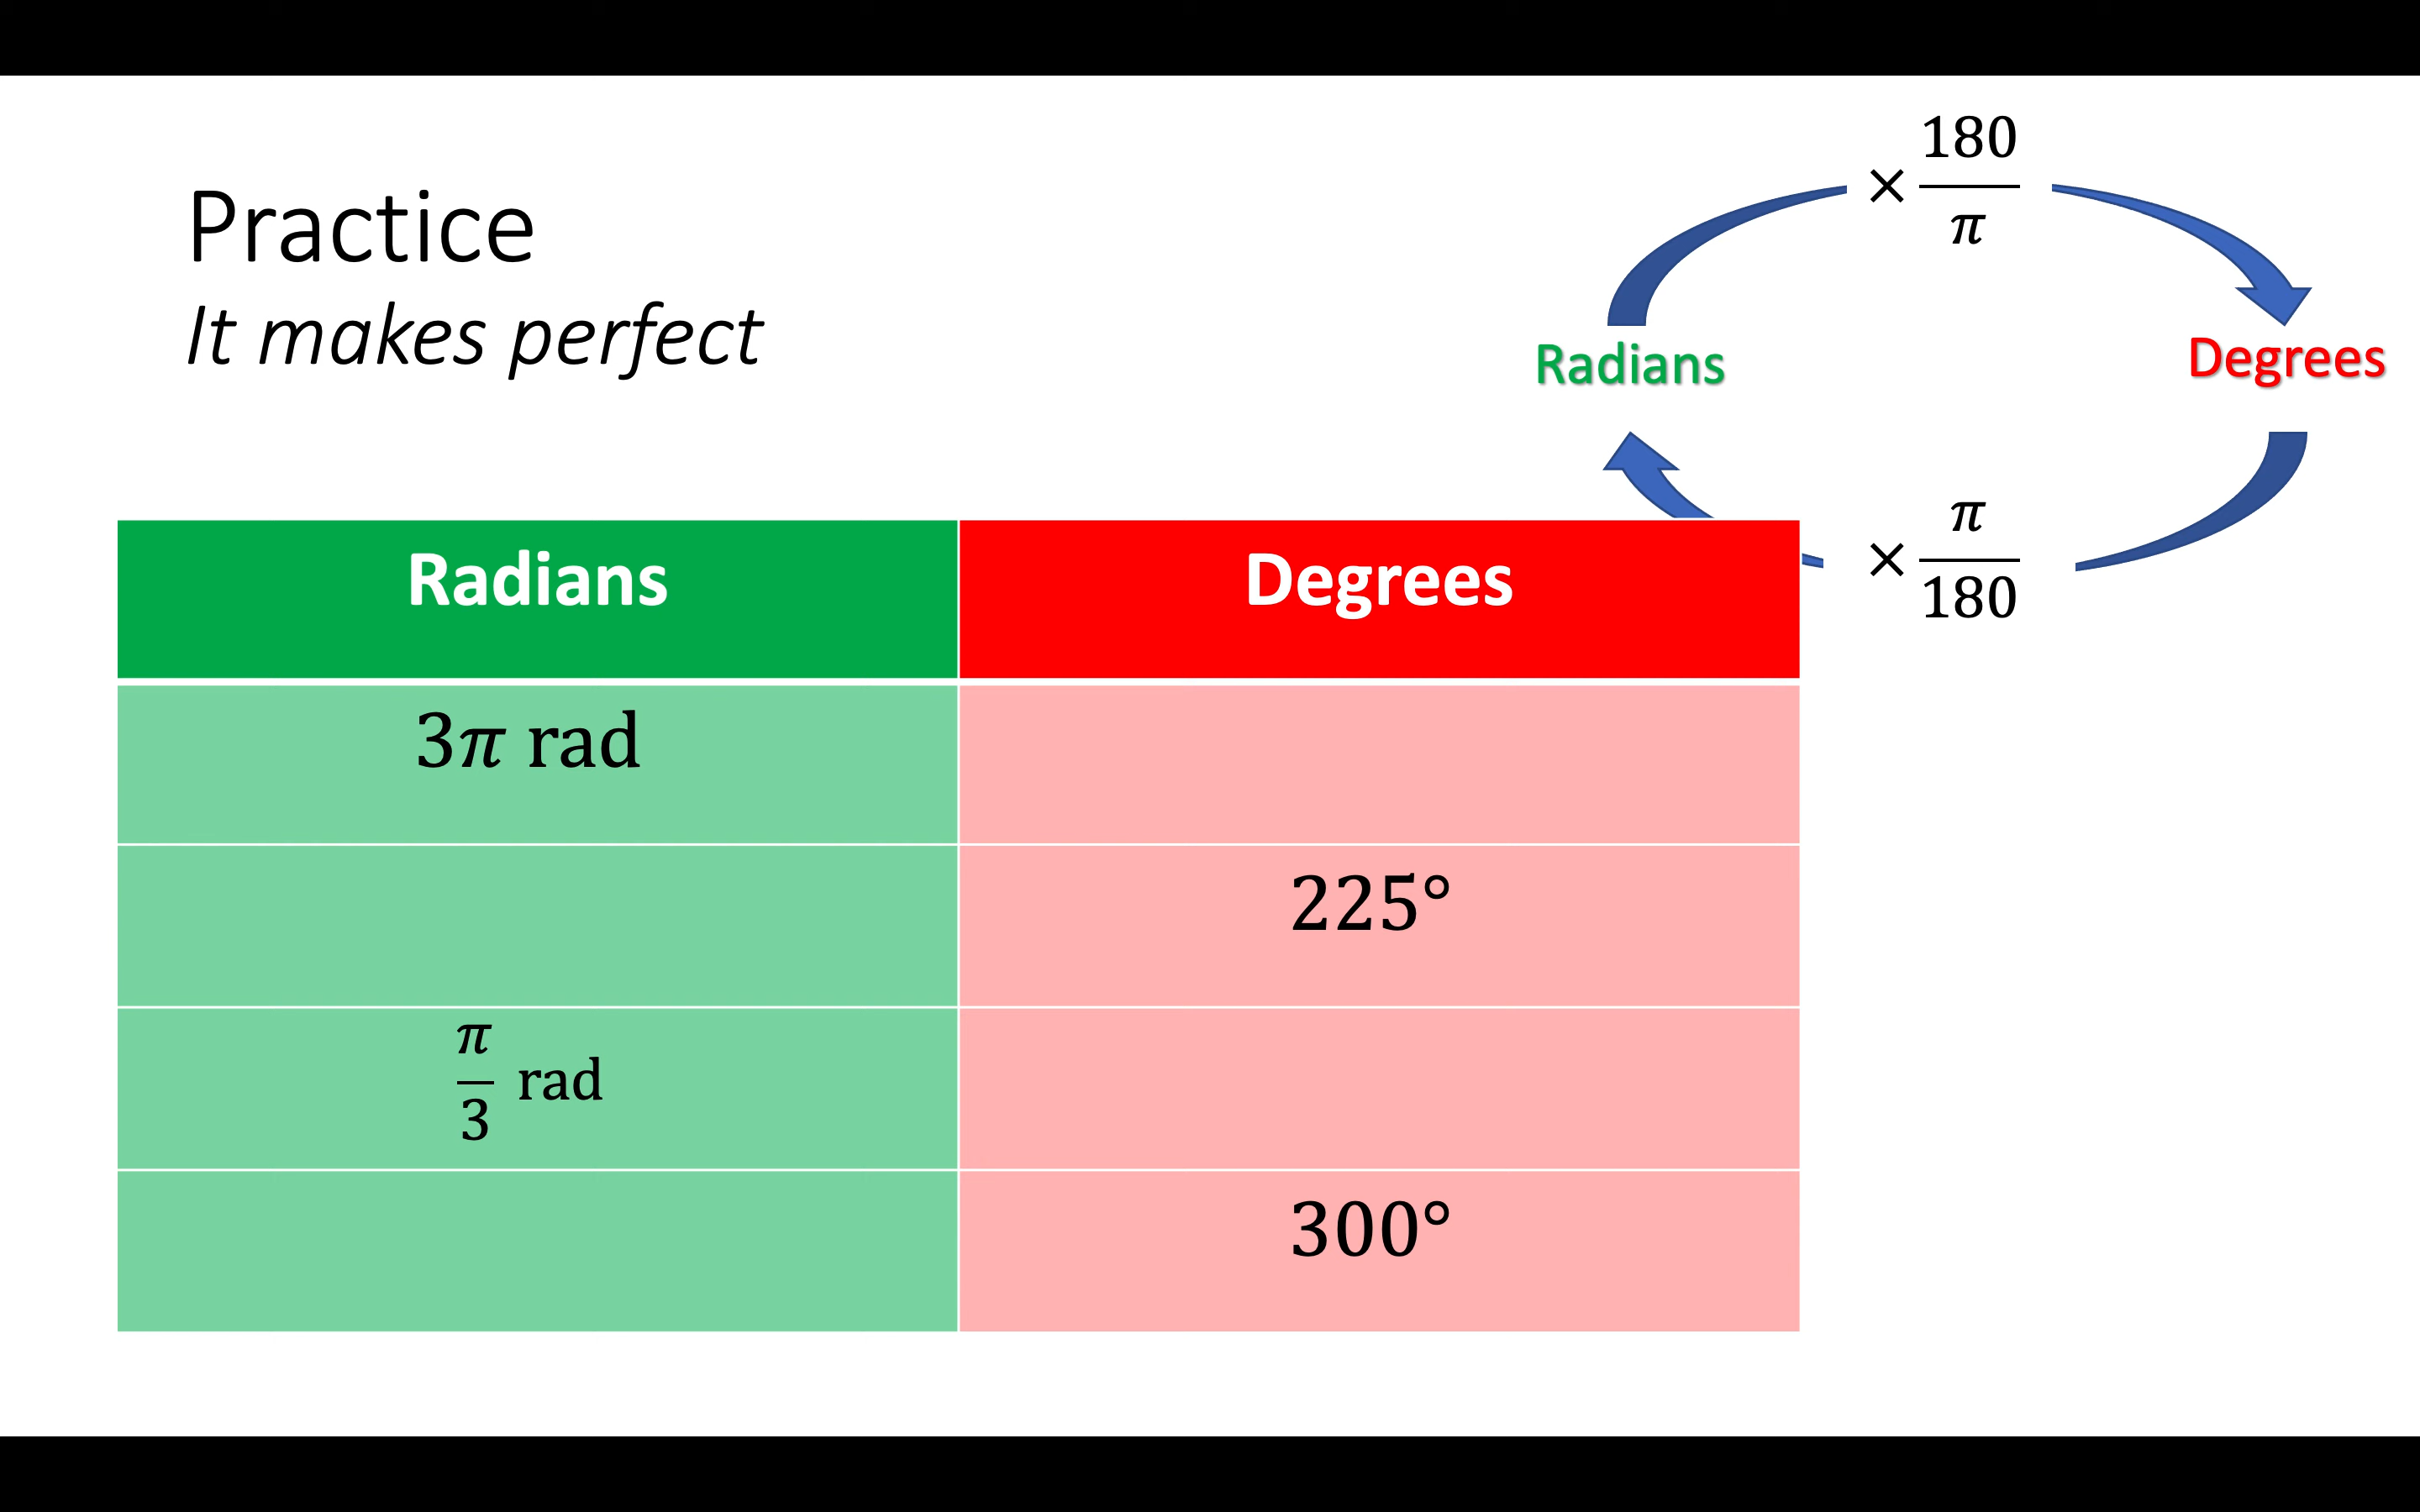 Practice
It makes perfect
× 180/π
Radians
Degrees
× π/180
Radians Degrees
3π rad
225°
π/3 rad
300°